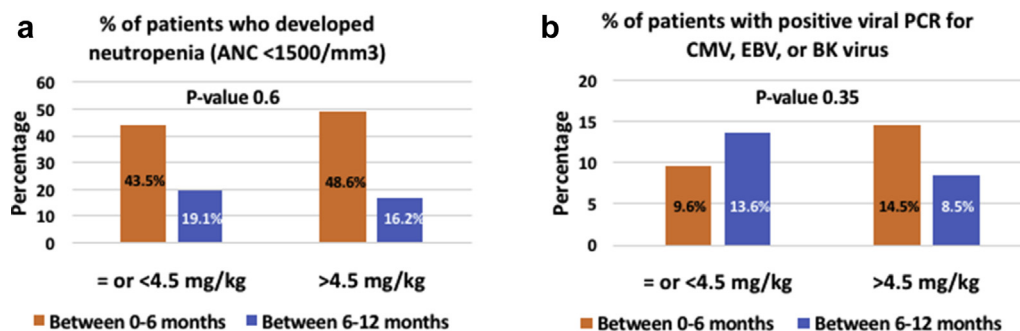 a
% of patients who developed
neutropenia (ANC <1500/mm3)
P-value 0.6
Percentage
60
50
40
30
20
10
0
43.5%
19.1%
48.6%
16.2%
= or <4.5 mg/kg
>4.5 mg/kg
Between 0-6 months
Between 6-12 months
b
% of patients with positive viral PCR for
CMV, EBV, or BK virus
P-value 0.35
Percentage
20
15
10
5
0
9.6%
13.6%
14.5%
8.5%
= or <4.5 mg/kg
>4.5 mg/kg
Between 0-6 months
Between 6-12 months